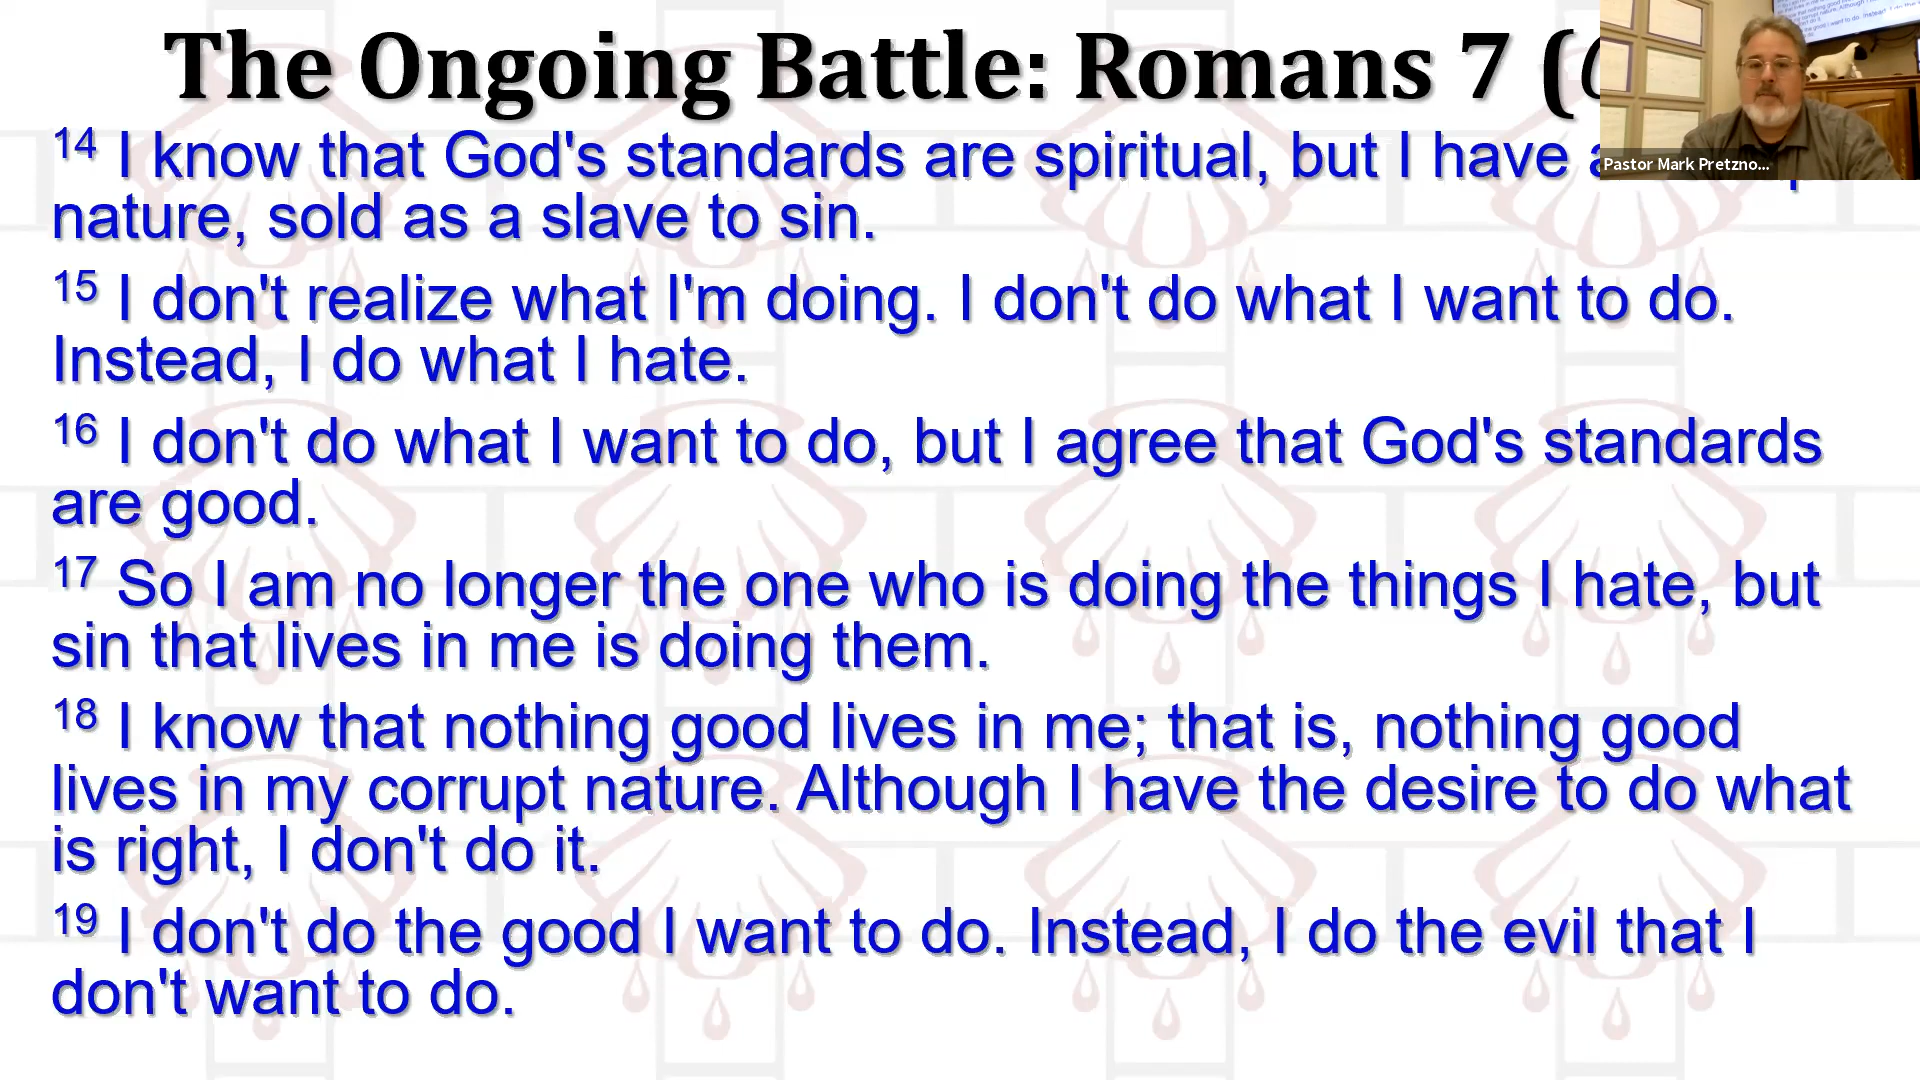 The Ongoing Battle: Romans 7 (
14 I know that God's standards are spiritual, but I have
nature, sold as a slave to sin.
15 I don't realize what I'm doing. I don't do what I want to do.
Instead, I do what I hate.
16 I don't do what I want to do, but I agree that God's standards
are good.
17 So I am no longer the one who is doing the things I hate, but
sin that lives in me is doing them.
18 I know that nothing good lives in me; that is, nothing good
lives in my corrupt nature. Although I have the desire to do what
is right, I don't do it.
19 I don't do the good I want to do. Instead, I do the evil that I
don't want to do.
Pastor Mark Pretzno...